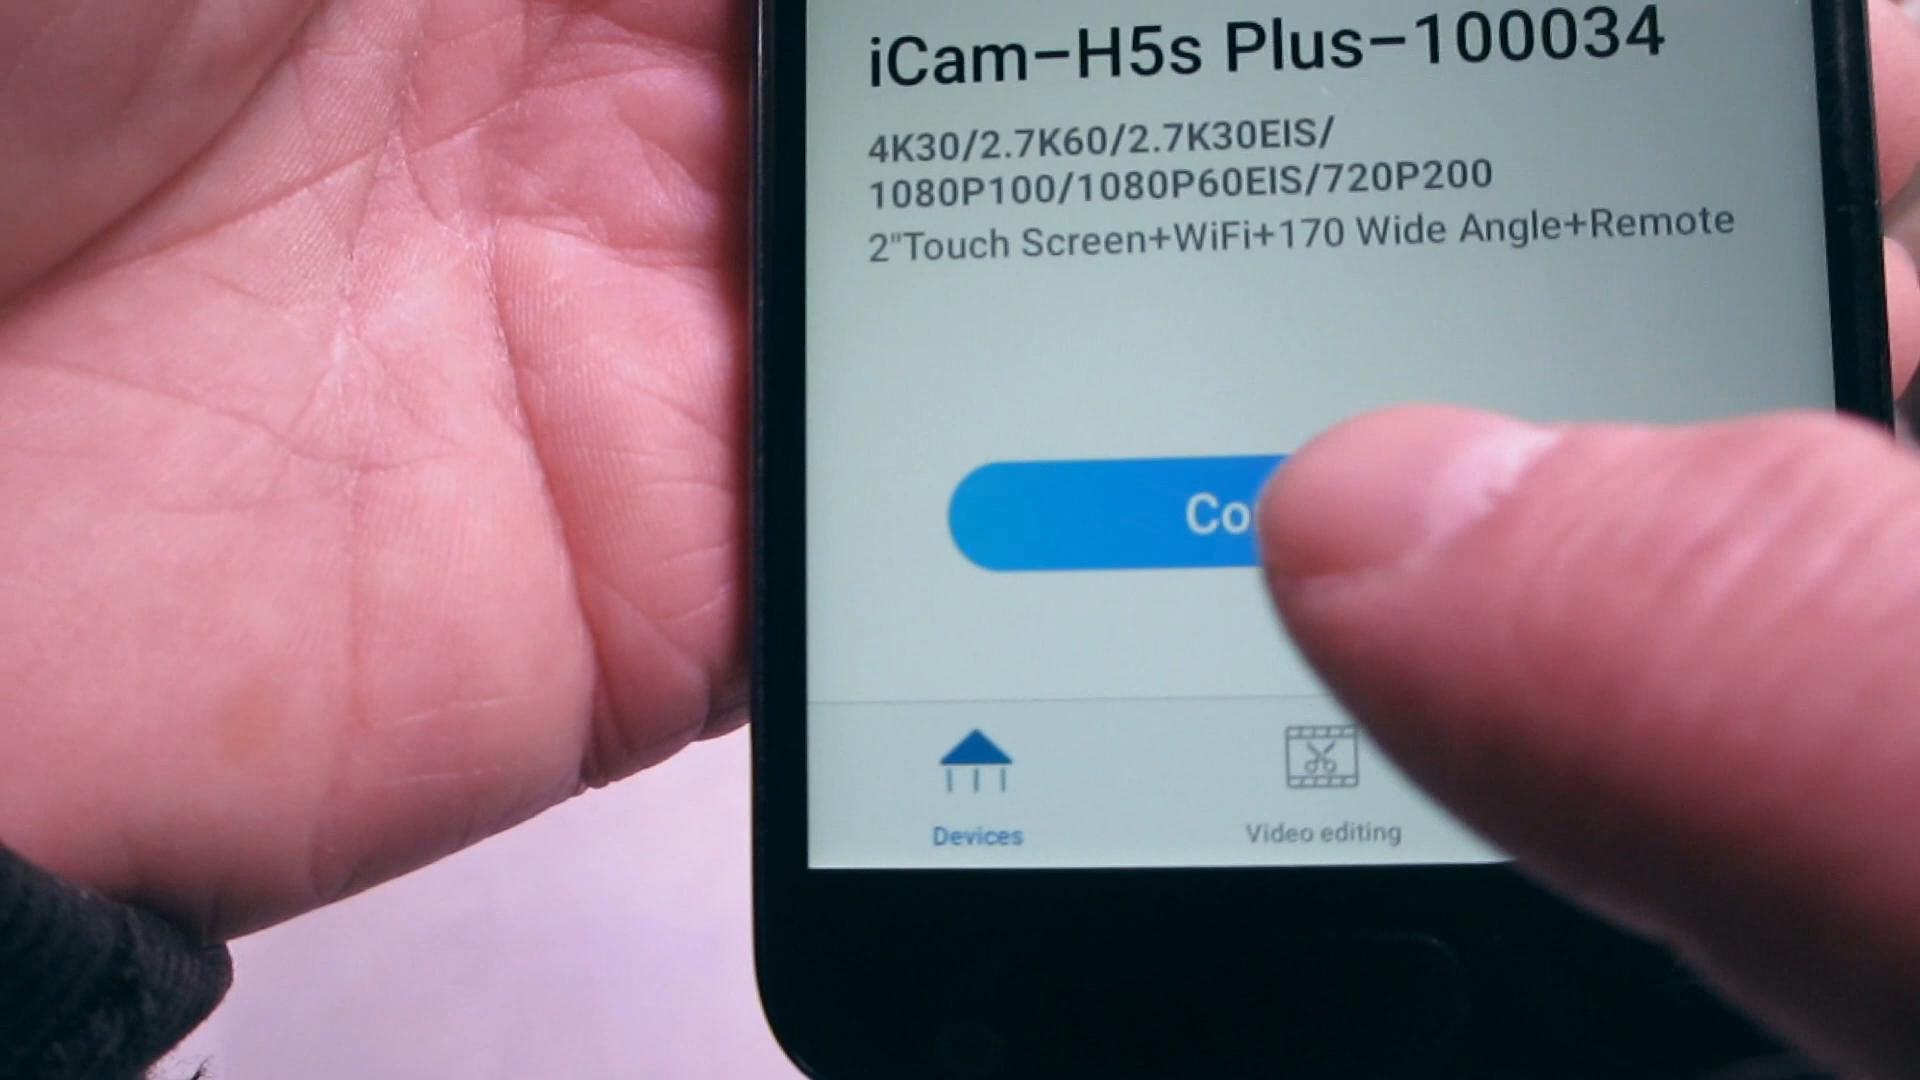 iCam-H5s Plus-100034
4K30/2.7K60/2.7K30EIS/
1080P100/1080P60EIS/720P200
2"Touch Screen+WiFi+170 Wide Angle+Remote
Devices
Video editing